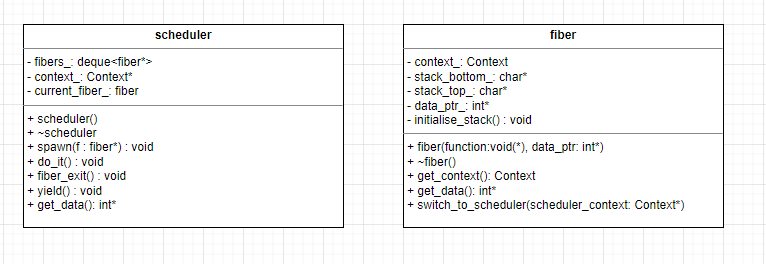 scheduler
- fibers_: deque<fiber*>
- context_: Context*
- current_fiber_: fiber
+ scheduler()
+ ~scheduler
+ spawn(f : fiber*) : void
+ do_it() : void
+ fiber_exit() : void
+ yield() : void
+ get_data(): int*
fiber
- context_: Context
- stack_bottom_: char*
- stack_top_: char*
- data_ptr_: int*
- initialise_stack() : void
+ fiber(function:void(*), data_ptr: int*)
+ ~fiber()
+ get_context(): Context
+ get_data(): int*
+ switch_to_scheduler(scheduler_context: Context*)